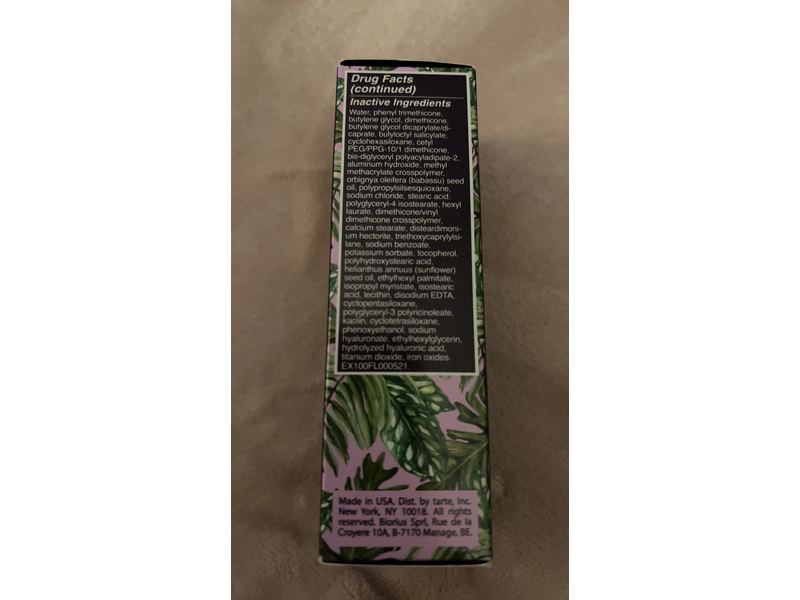 Drug Facts
(continued)
Inactive Ingredients
Water, phenyl trimethicone,
butylene glycol, dimethicone,
butylene glycol dicaprylate/di-
caprate, butyloctyl salicylate,
cyclohexasiloxane, cetyl
PEG/PPG-10/1 dimethicone,
bis-diglyceryl polyacyladipate-2,
aluminum hydroxide, methyl
methacrylate crosspolymer,
orbignya oleifera (babassu) seed
oil, polypropylsilsesquioxane,
sodium chloride, stearic acid,
polyglyceryl-4 isostearate, hexyl
laurate, dimethicone/vinyl
dimethicone crosspolymer,
calcium stearate, disteardimoni-
um hectorite, triethoxycaprylylsi-
lane, sodium benzoate,
potassium sorbate, tocopherol,
polyhydroxystearic acid,
helianthus annuus (sunflower)
seed oil, ethylhexyl palmitate,
isopropyl myristate, isostearic
acid, lecithin, disodium EDTA,
cyclopentasiloxane,
polyglyceryl-3 polyricinoleate,
kaolin, cyclotetrasiloxane,
phenoxyethanol, sodium
hyaluronate, ethylhexylglycerin,
hydrolyzed hyaluronic acid,
titanium dioxide, iron oxides.
EX100FL000521.
Made in USA. Dist. by tarte, Inc.
New York, NY 10018. All rights
reserved. Biorius Sprl, Rue de la
Croyere 10A, B-7170 Manage, BE.